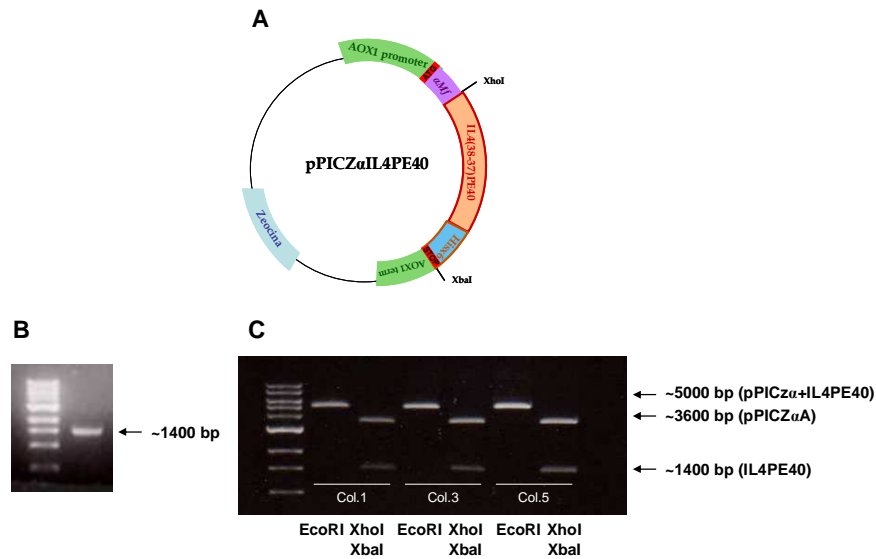 A
AOX1 promoter
ATG
αMf
XhoI
IL4(38-37)PE40
pPICZαIL4PE40
Hisx6
STOP
XbaI
AOX1 term
Zeocina
B
~1400 bp
C
~5000 bp (pPICzα+IL4PE40)
~3600 bp (pPICZαA)
~1400 bp (IL4PE40)
Col.1 Col.3 Col.5
EcoRI XhoI EcoRI XhoI EcoRI XhoI
XbaI XbaI XbaI